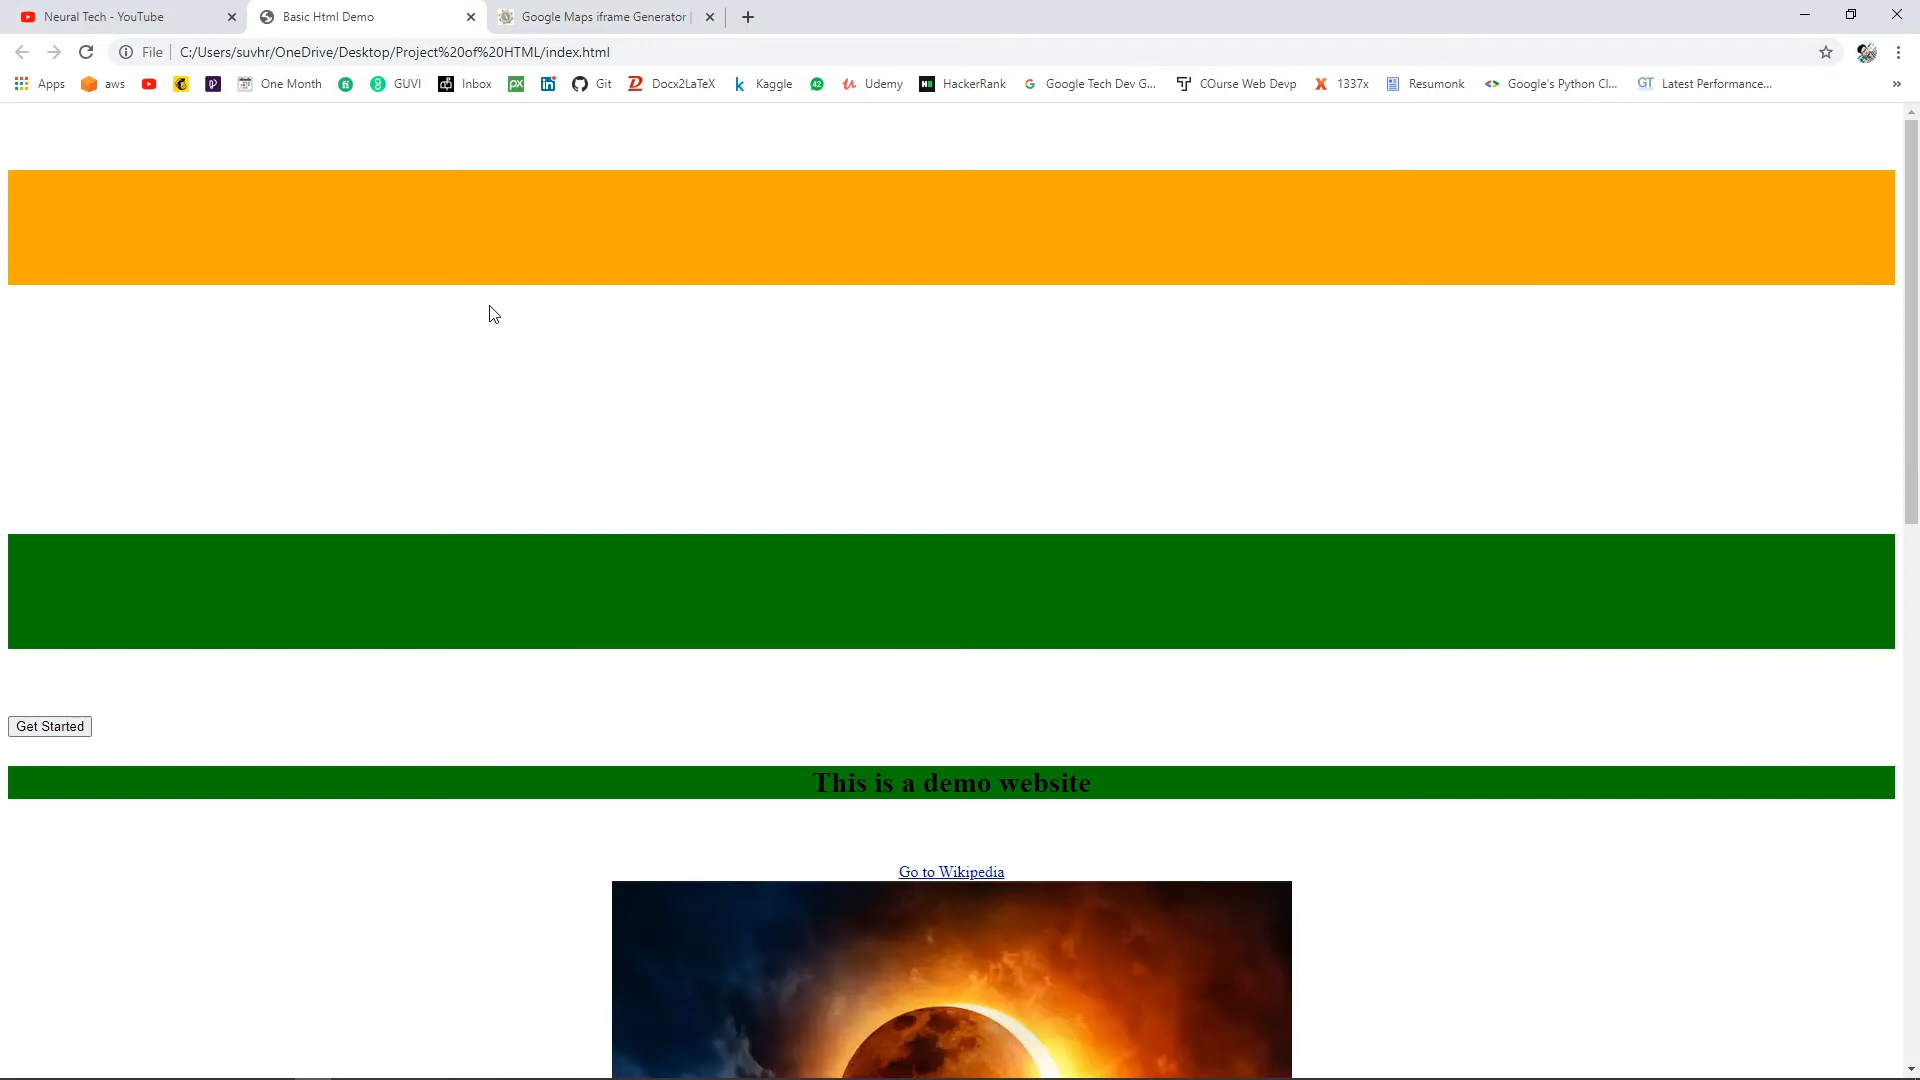 Neural Tech - YouTube
Basic Html Demo
Google Maps iframe Generator |
File
C:/Users/suvhr/OneDrive/Desktop/Project%20of%20HTML/index.html
Apps
aws
One Month
GUVI
Inbox
Git
Docx2LaTeX
Kaggle
Udemy
HackerRank
Google Tech Dev G...
COurse Web Devp
1337x
Resumonk
Google's Python Cl...
Latest Performance...
Get Started
This is a demo website
Go to Wikipedia